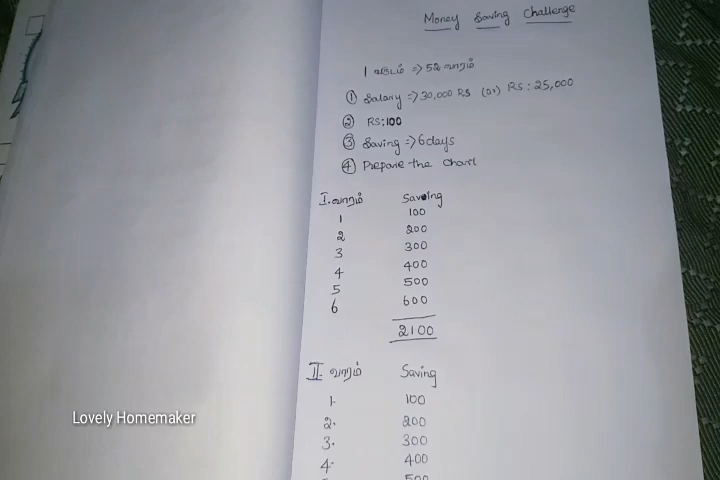 Money Saving Challenge
1 வருடம் => 52 வாரம்
① Salary => 30,000 RS (or) RS : 25,000
② RS:100
③ Saving => 6 days
④ Prepare the chart
I. வாரம் Saving
1 100
2 200
3 300
4 400
5 500
6 600
2100
II. வாரம் Saving
1. 100
2. 200
3. 300
4. 400
500
Lovely Homemaker